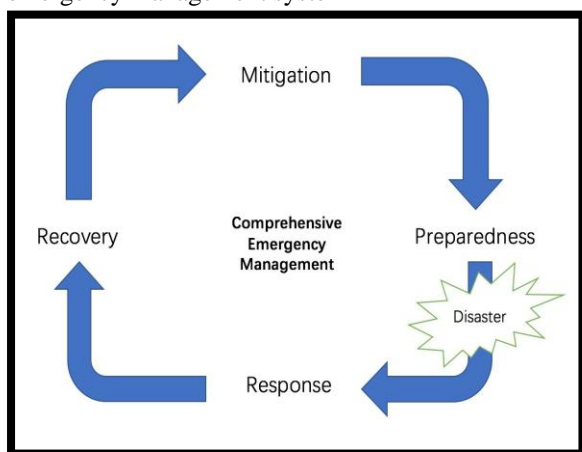 Mitigation
Comprehensive
Emergency
Management
Recovery
Preparedness
Disaster
Response